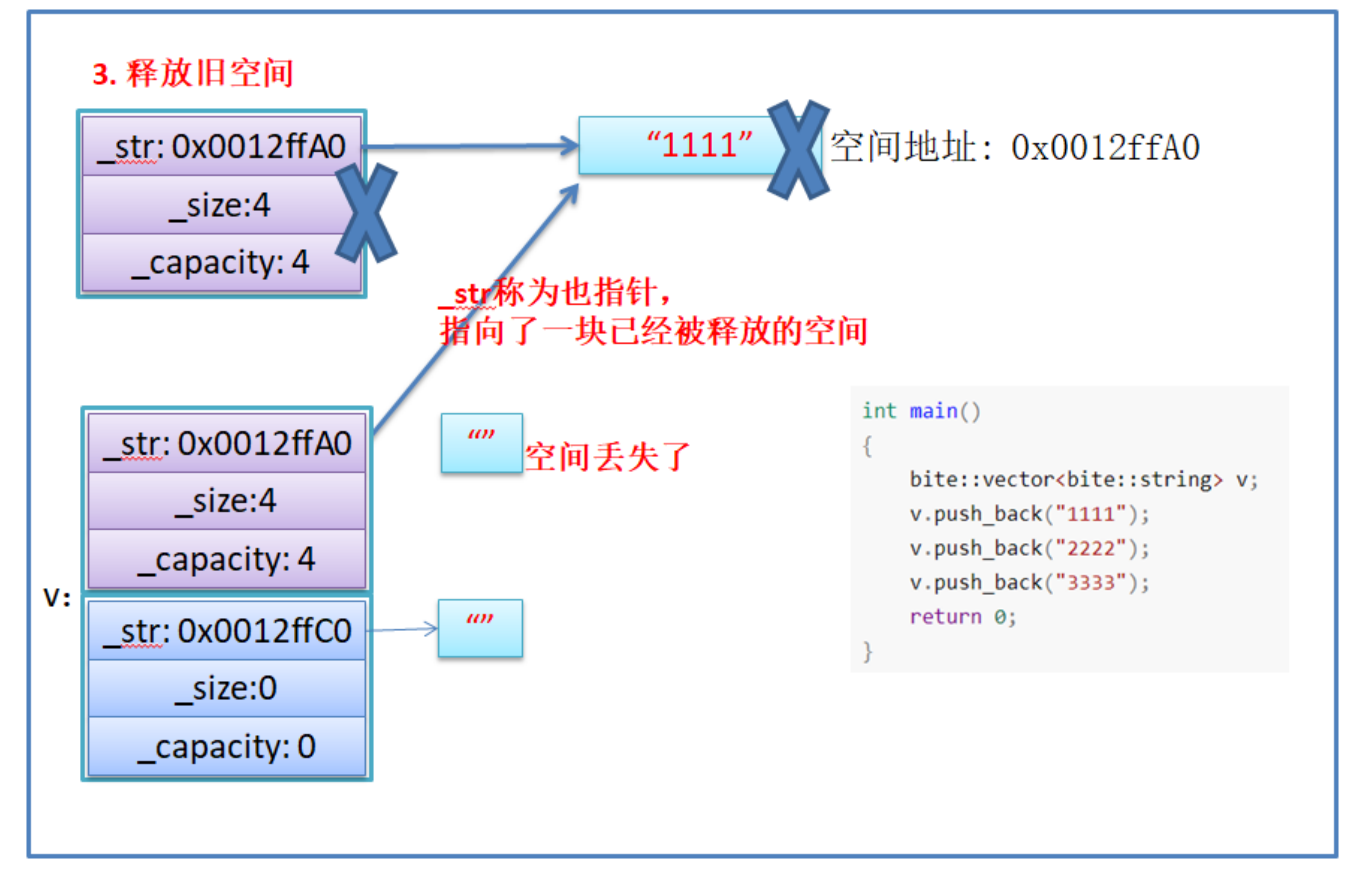 3. 释放旧空间
_str: 0x0012ffA0
_size:4
_capacity: 4
“1111”
空间地址: 0x0012ffA0
_str称为也指针，
指向了一块已经被释放的空间
V:
_str: 0x0012ffA0
_size:4
_capacity: 4
“”
空间丢失了
_str: 0x0012ffC0
_size:0
_capacity: 0
“”
int main()
{
    bite::vector<bite::string> v;
    v.push_back("1111");
    v.push_back("2222");
    v.push_back("3333");
    return 0;
}